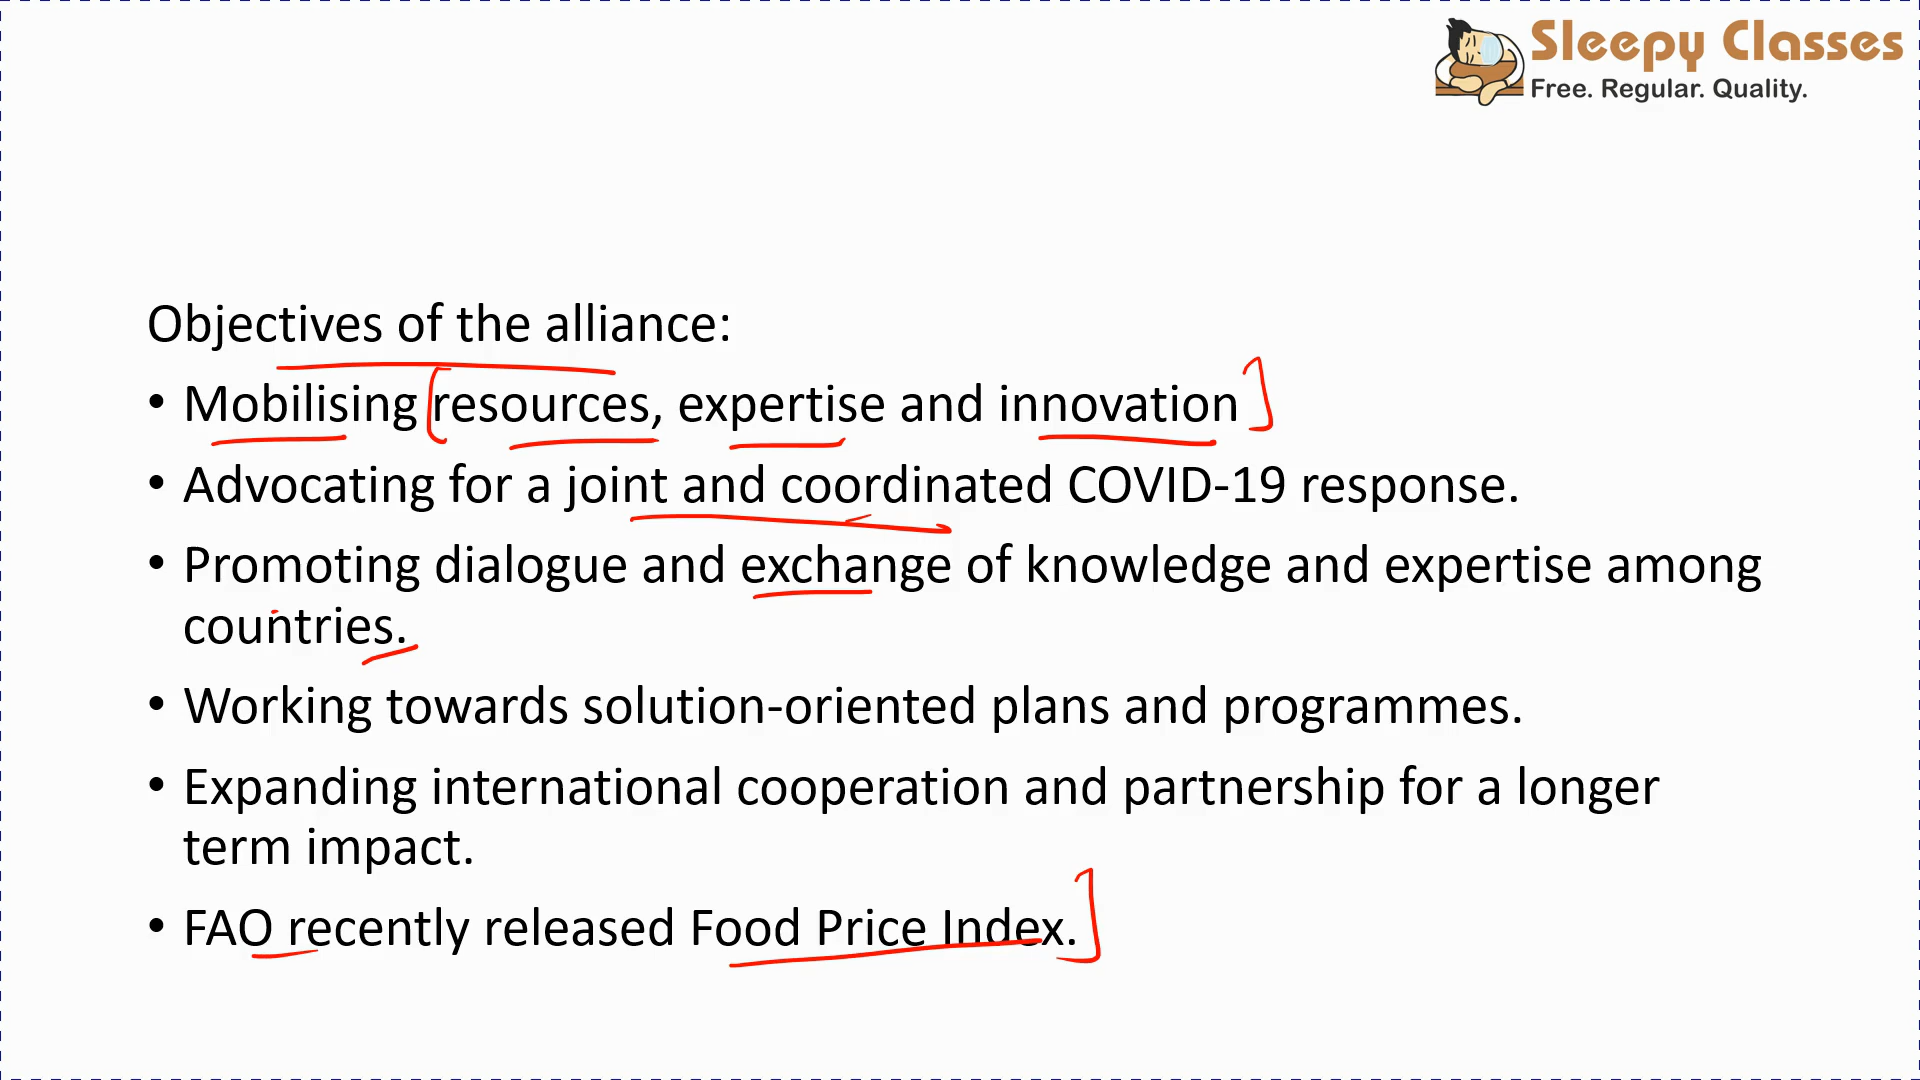 Sleepy Classes
Free. Regular. Quality.
Objectives of the alliance:
• Mobilising resources, expertise and innovation
• Advocating for a joint and coordinated COVID-19 response.
• Promoting dialogue and exchange of knowledge and expertise among
countries.
• Working towards solution-oriented plans and programmes.
• Expanding international cooperation and partnership for a longer
term impact.
• FAO recently released Food Price Index.